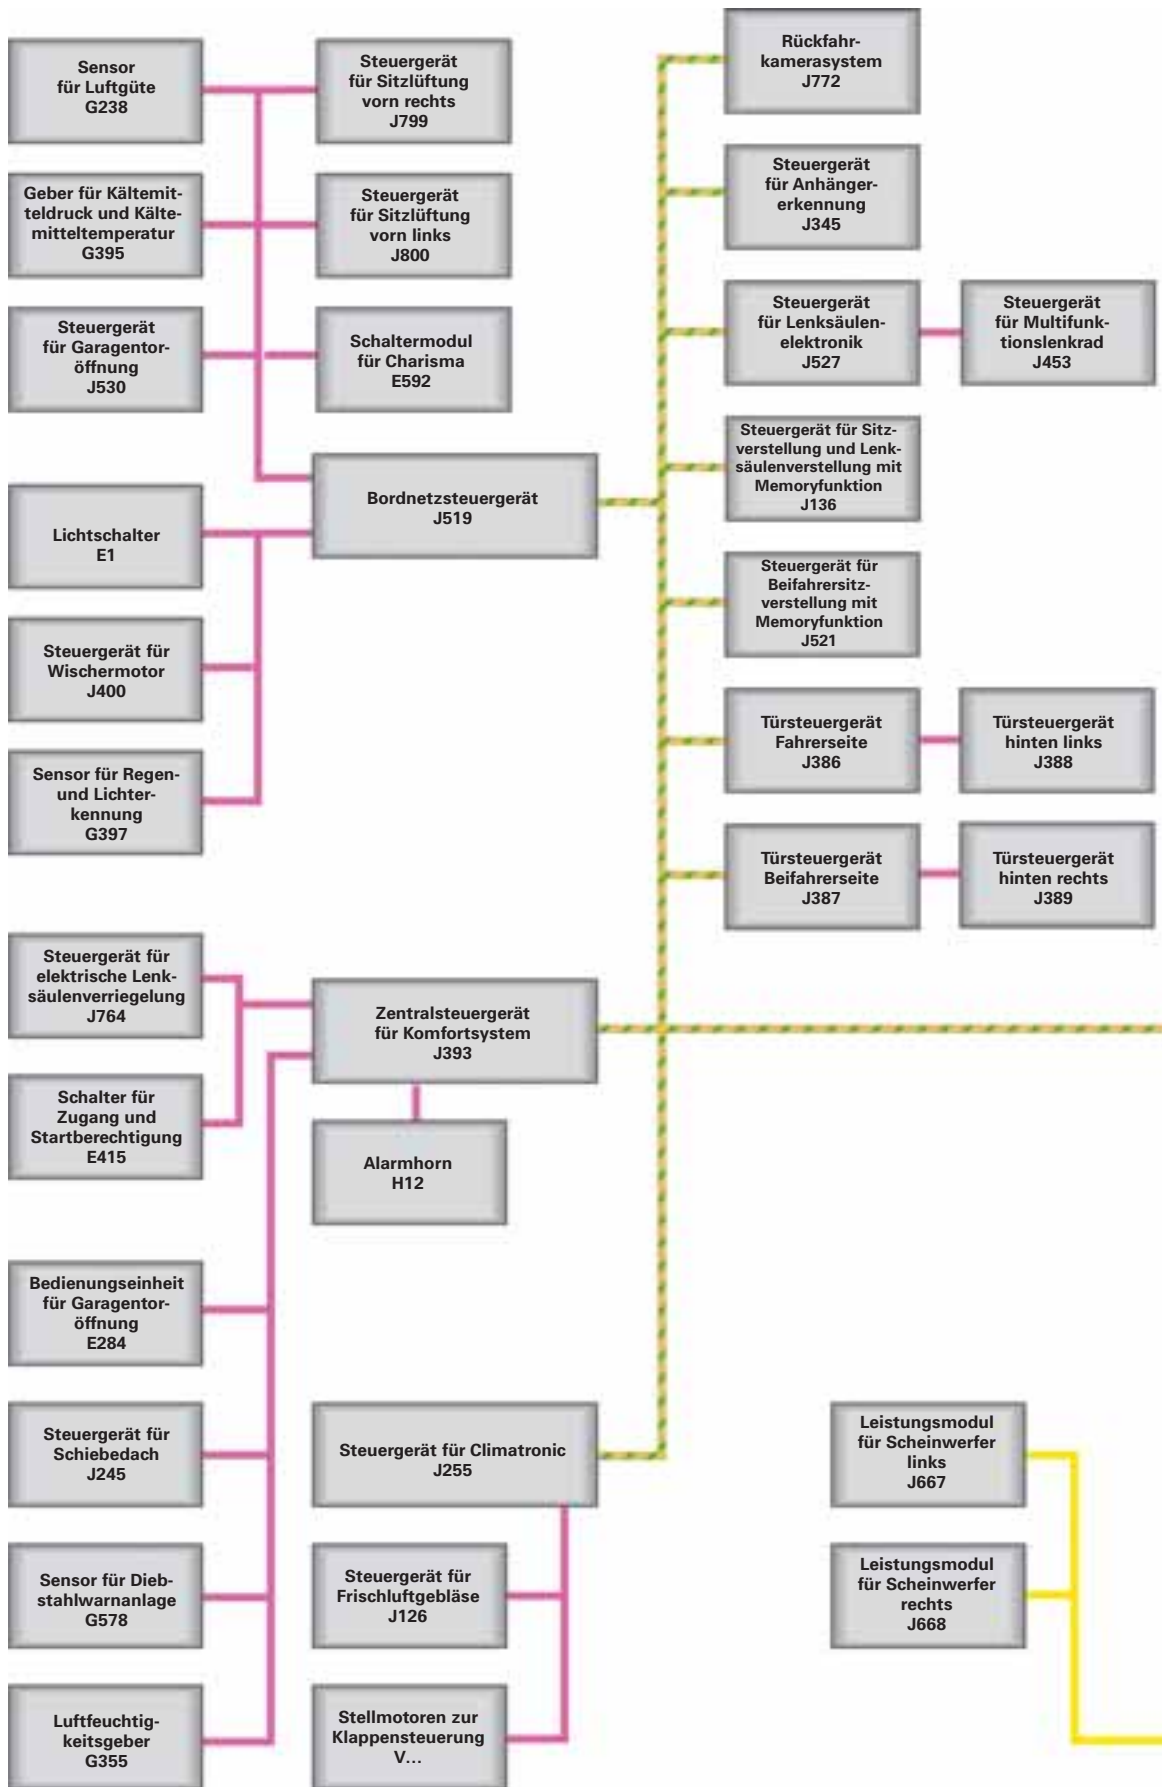 Sensor
für Luftgüte
G238
Steuergerät
für Sitzlüftung
vorn rechts
J799
Rückfahr-
kamerasystem
J772
Geber für Kältemit-
teldruck und Kälte-
mitteltemperatur
G395
Steuergerät
für Sitzlüftung
vorn links
J800
Steuergerät
für Anhänger-
erkennung
J345
Steuergerät
für Garagentor-
öffnung
J530
Schaltermodul
für Charisma
E592
Steuergerät
für Lenksäulen-
elektronik
J527
Steuergerät
für Multifunk-
tionslenkrad
J453
Bordnetzsteuergerät
J519
Steuergerät für Sitz-
verstellung und Lenk-
säulenverstellung mit
Memoryfunktion
J136
Lichtschalter
E1
Steuergerät für
Beifahrersitz-
verstellung mit
Memoryfunktion
J521
Steuergerät für
Wischermotor
J400
Türsteuergerät
Fahrerseite
J386
Türsteuergerät
hinten links
J388
Sensor für Regen-
und Lichter-
kennung
G397
Türsteuergerät
Beifahrerseite
J387
Türsteuergerät
hinten rechts
J389
Steuergerät für
elektrische Lenk-
säulenverriegelung
J764
Zentralsteuergerät
für Komfortsystem
J393
Schalter für
Zugang und
Startberechtigung
E415
Alarmhorn
H12
Bedienungseinheit
für Garagentor-
öffnung
E284
Steuergerät für
Schiebedach
J245
Steuergerät für Climatronic
J255
Leistungsmodul
für Scheinwerfer
links
J667
Sensor für Dieb-
stahlwarnanlage
G578
Steuergerät für
Frischluftgebläse
J126
Leistungsmodul
für Scheinwerfer
rechts
J668
Luftfeuchtig-
keitsgeber
G355
Stellmotoren zur
Klappensteuerung
V...